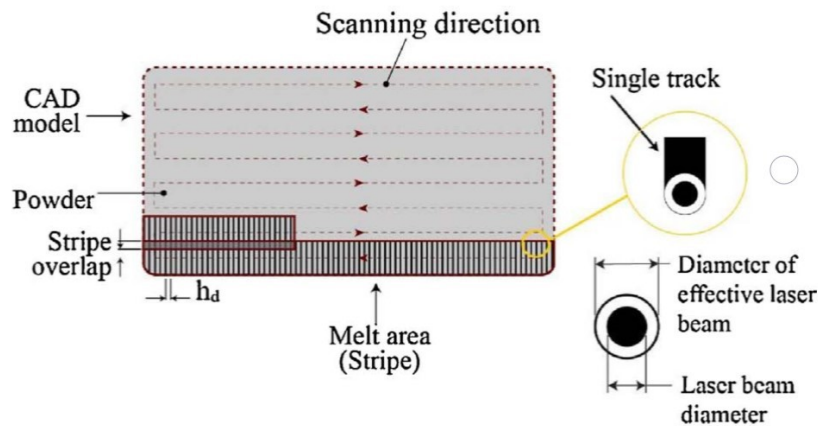 Scanning direction
CAD
model
Single track
Powder
Stripe
overlap
h_d
Melt area
(Stripe)
Diameter of
effective laser
beam
Laser beam
diameter